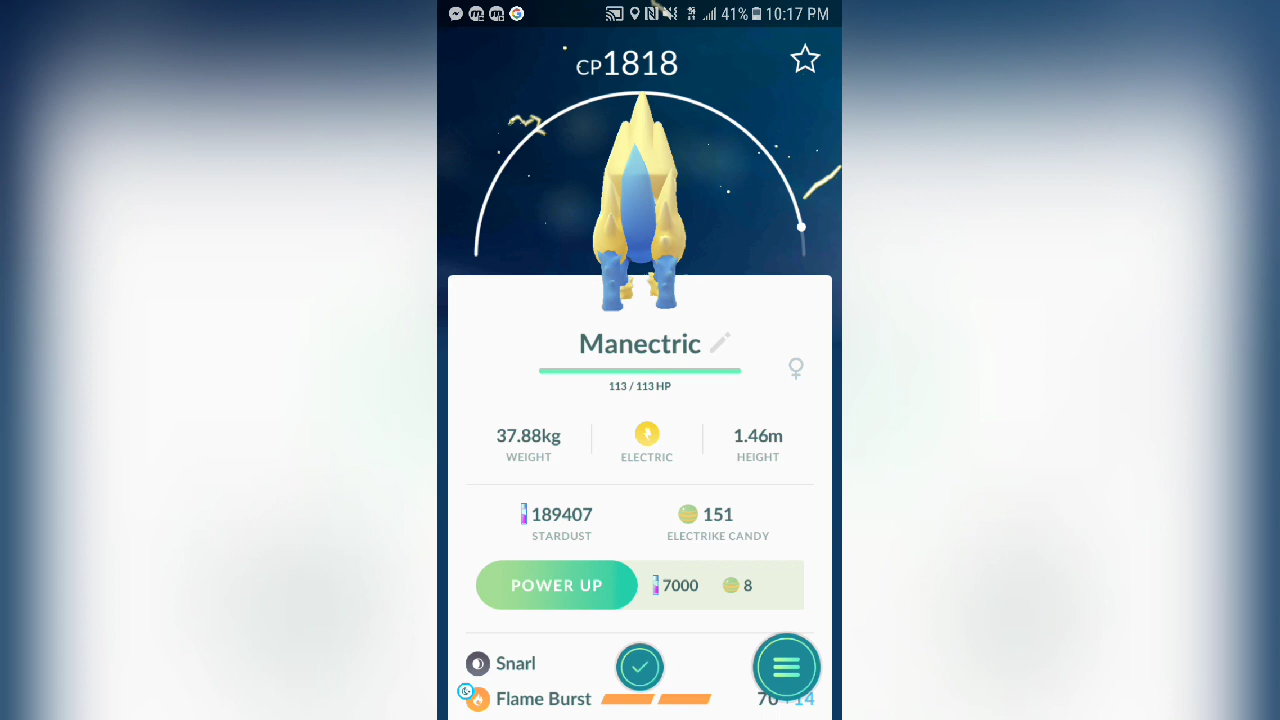 41% 10:17 PM
CP1818
Manectric
113 / 113 HP
37.88kg 1.46m
WEIGHT ELECTRIC HEIGHT
189407 151
STARDUST ELECTRIKE CANDY
POWER UP 7000 8
Snarl
Flame Burst